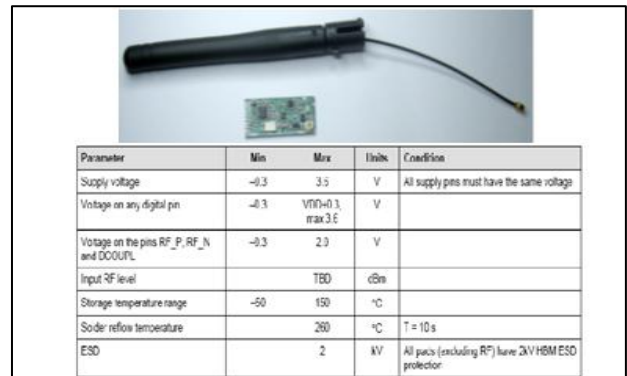 Parameter Min Max Units Condition
Supply voltage –0.3 3.6 V All supply pins must have the same voltage
Voltage on any digital pin –0.3 VDD+0.3, V
max 3.6
Voltage on the pins RF_P, RF_N –0.3 2.0 V
and DCOUPL
Input RF level TBD dBm
Storage temperature range –50 150 °C
Solder reflow temperature 260 °C T = 10 s
ESD 2 kV All pads (excluding RF) have 2kV HBM ESD
protection